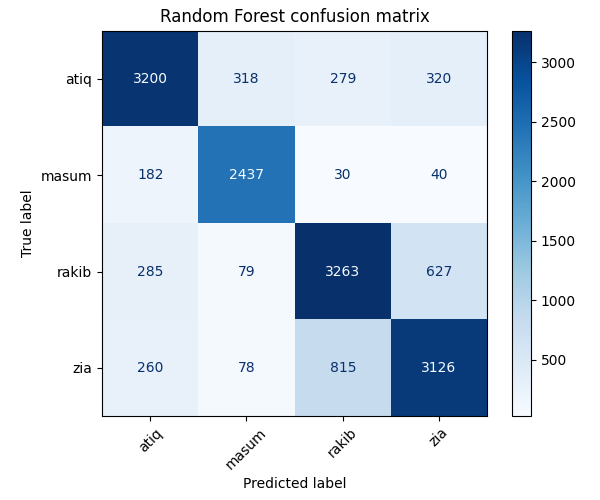 Random Forest confusion matrix
True label
atiq 3200 318 279 320
masum 182 2437 30 40
rakib 285 79 3263 627
zia 260 78 815 3126
atiq masum rakib zia
Predicted label
3000
2500
2000
1500
1000
500